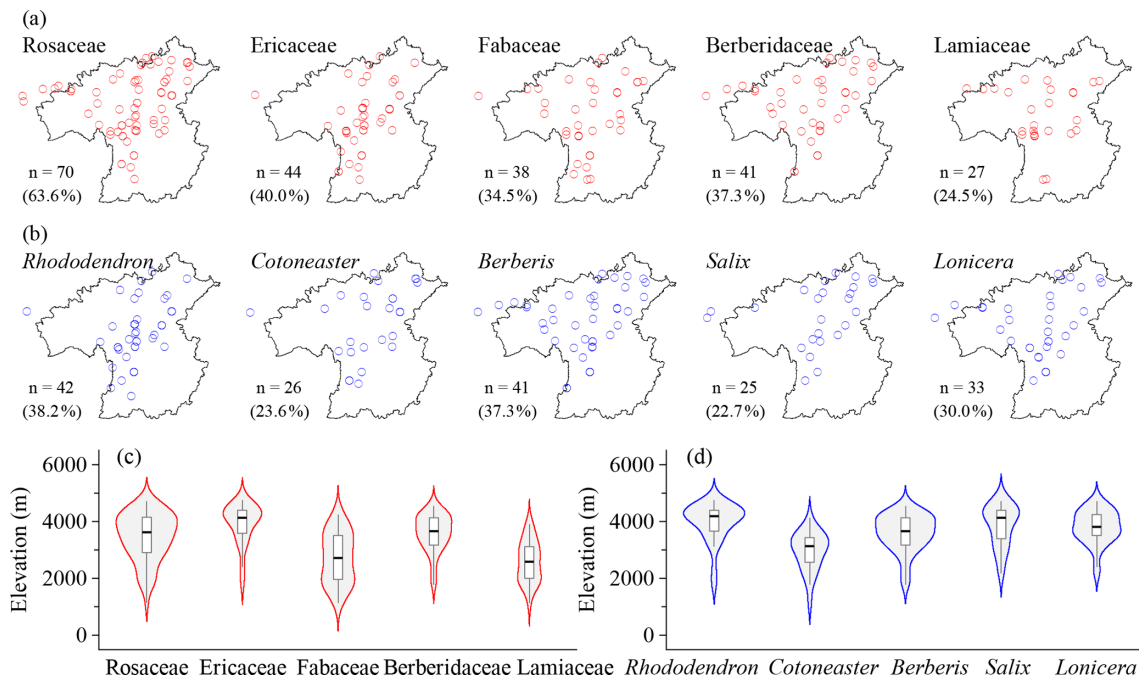 (a)
Rosaceae Ericaceae Fabaceae Berberidaceae Lamiaceae
n = 70 n = 44 n = 38 n = 41 n = 27
(63.6%) (40.0%) (34.5%) (37.3%) (24.5%)
(b)
Rhododendron Cotoneaster Berberis Salix Lonicera
n = 42 n = 26 n = 41 n = 25 n = 33
(38.2%) (23.6%) (37.3%) (22.7%) (30.0%)
(c)
Elevation (m)
6000
4000
2000
0
Rosaceae Ericaceae Fabaceae Berberidaceae Lamiaceae
(d)
Elevation (m)
6000
4000
2000
0
Rhododendron Cotoneaster Berberis Salix Lonicera